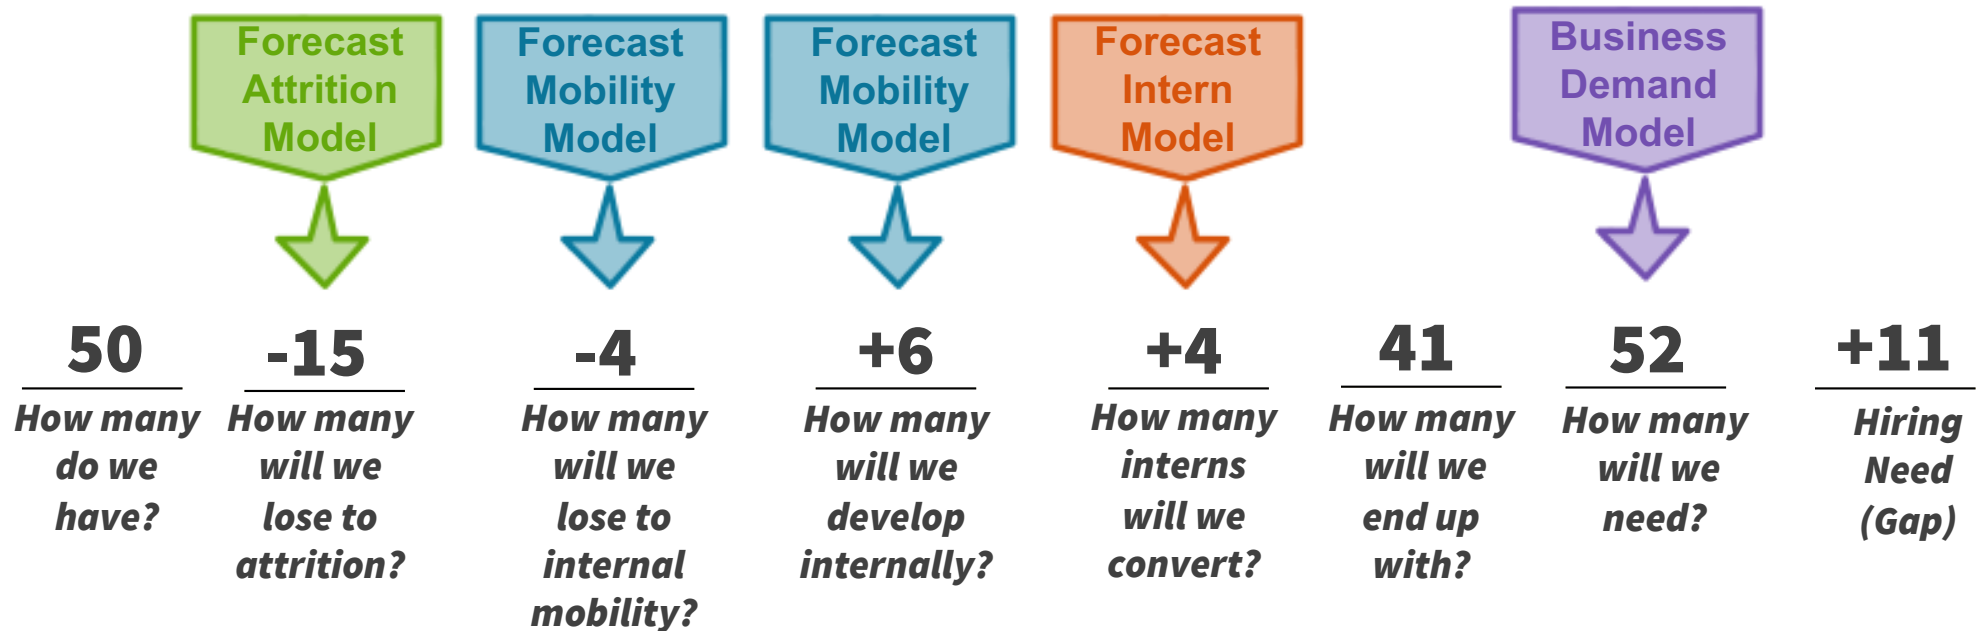 Forecast
Attrition
Model
Forecast
Mobility
Model
Forecast
Mobility
Model
Forecast
Intern
Model
Business
Demand
Model
50
How many
do we
have?
-15
How many
will we
lose to
attrition?
-4
How many
will we
lose to
internal
mobility?
+6
How many
will we
develop
internally?
+4
How many
interns
will we
convert?
41
How many
will we
end up
with?
52
How many
will we
need?
+11
Hiring
Need
(Gap)